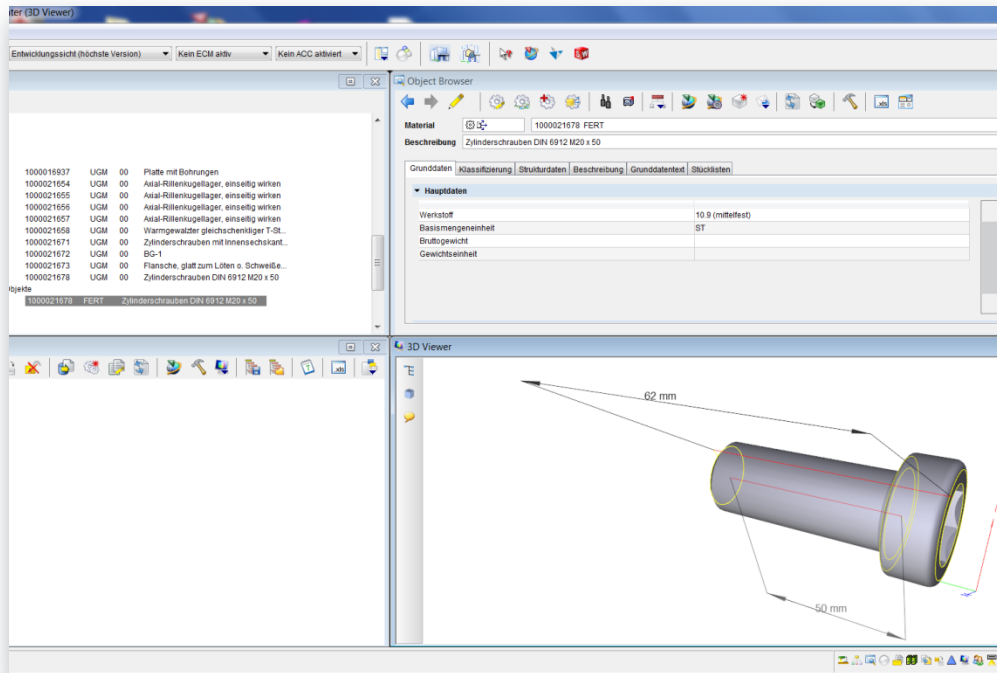 nter (3D Viewer)
Entwicklungssicht (höchste Version) Kein ECM aktiv Kein ACC aktiviert
1000016937 UGM 00 Platte mit Bohrungen
1000021654 UGM 00 Axial-Rillenkugellager, einseitig wirken
1000021655 UGM 00 Axial-Rillenkugellager, einseitig wirken
1000021656 UGM 00 Axial-Rillenkugellager, einseitig wirken
1000021657 UGM 00 Axial-Rillenkugellager, einseitig wirken
1000021658 UGM 00 Warmgewalzter gleichschenkliger T-St...
1000021671 UGM 00 Zylinderschrauben mit Innensechskant...
1000021672 UGM 00 BG-1
1000021673 UGM 00 Flansche, glatt zum Löten o. Schweiße...
1000021678 UGM 00 Zylinderschrauben DIN 6912 M20 x 50
bjekte
1000021678 FERT Zylinderschrauben DIN 6912 M20 x 50
Object Browser
Material 1000021678 FERT
Beschreibung Zylinderschrauben DIN 6912 M20 x 50
Grunddaten Klassifizierung Strukturdaten Beschreibung Grunddatentext Stücklisten
Hauptdaten
Werkstoff 10.9 (mittelfest)
Basismengeneinheit ST
Bruttogewicht
Gewichtseinheit
3D Viewer
62 mm
50 mm